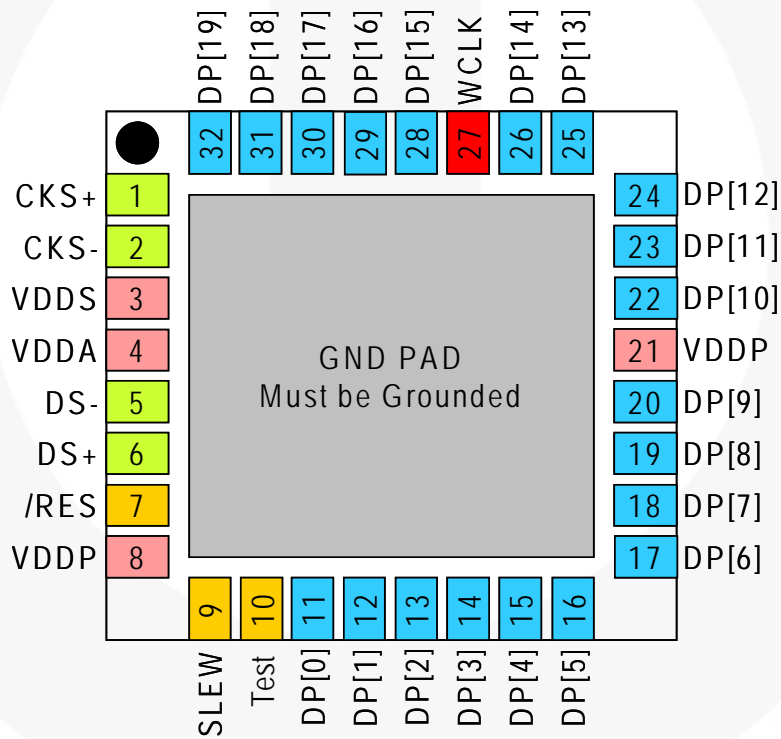 DP[19]
DP[18]
DP[17]
DP[16]
DP[15]
WCLK
DP[14]
DP[13]
32
31
30
29
28
27
26
25
CKS+ 1
CKS- 2
VDDS 3
VDDA 4
DS- 5
DS+ 6
/RES 7
VDDP 8
GND PAD
Must be Grounded
24 DP[12]
23 DP[11]
22 DP[10]
21 VDDP
20 DP[9]
19 DP[8]
18 DP[7]
17 DP[6]
9
10
11
12
13
14
15
16
SLEW
Test
DP[0]
DP[1]
DP[2]
DP[3]
DP[4]
DP[5]